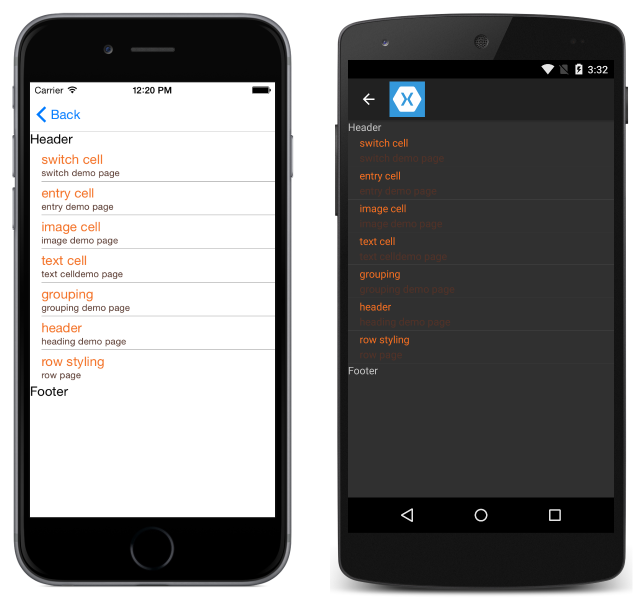 Carrier 12:20 PM
Back
Header
switch cell
switch demo page
entry cell
entry demo page
image cell
image demo page
text cell
text celldemo page
grouping
grouping demo page
header
heading demo page
row styling
row page
Footer
3:32
Header
switch cell
switch demo page
entry cell
entry demo page
image cell
image demo page
text cell
text celldemo page
grouping
grouping demo page
header
heading demo page
row styling
row page
Footer